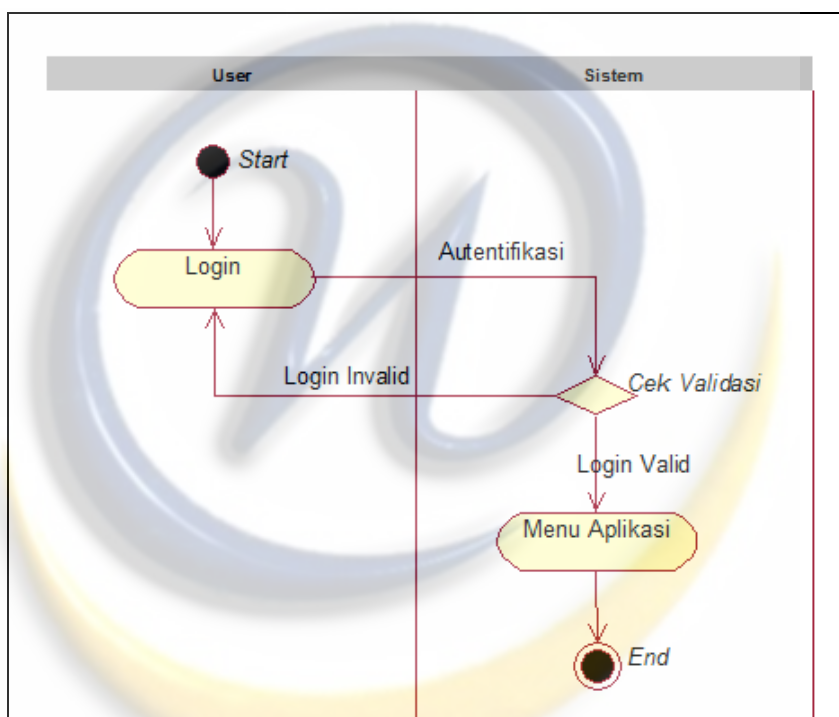 User
Sistem
Start
Login
Autentifikasi
Login Invalid
Cek Validasi
Login Valid
Menu Aplikasi
End